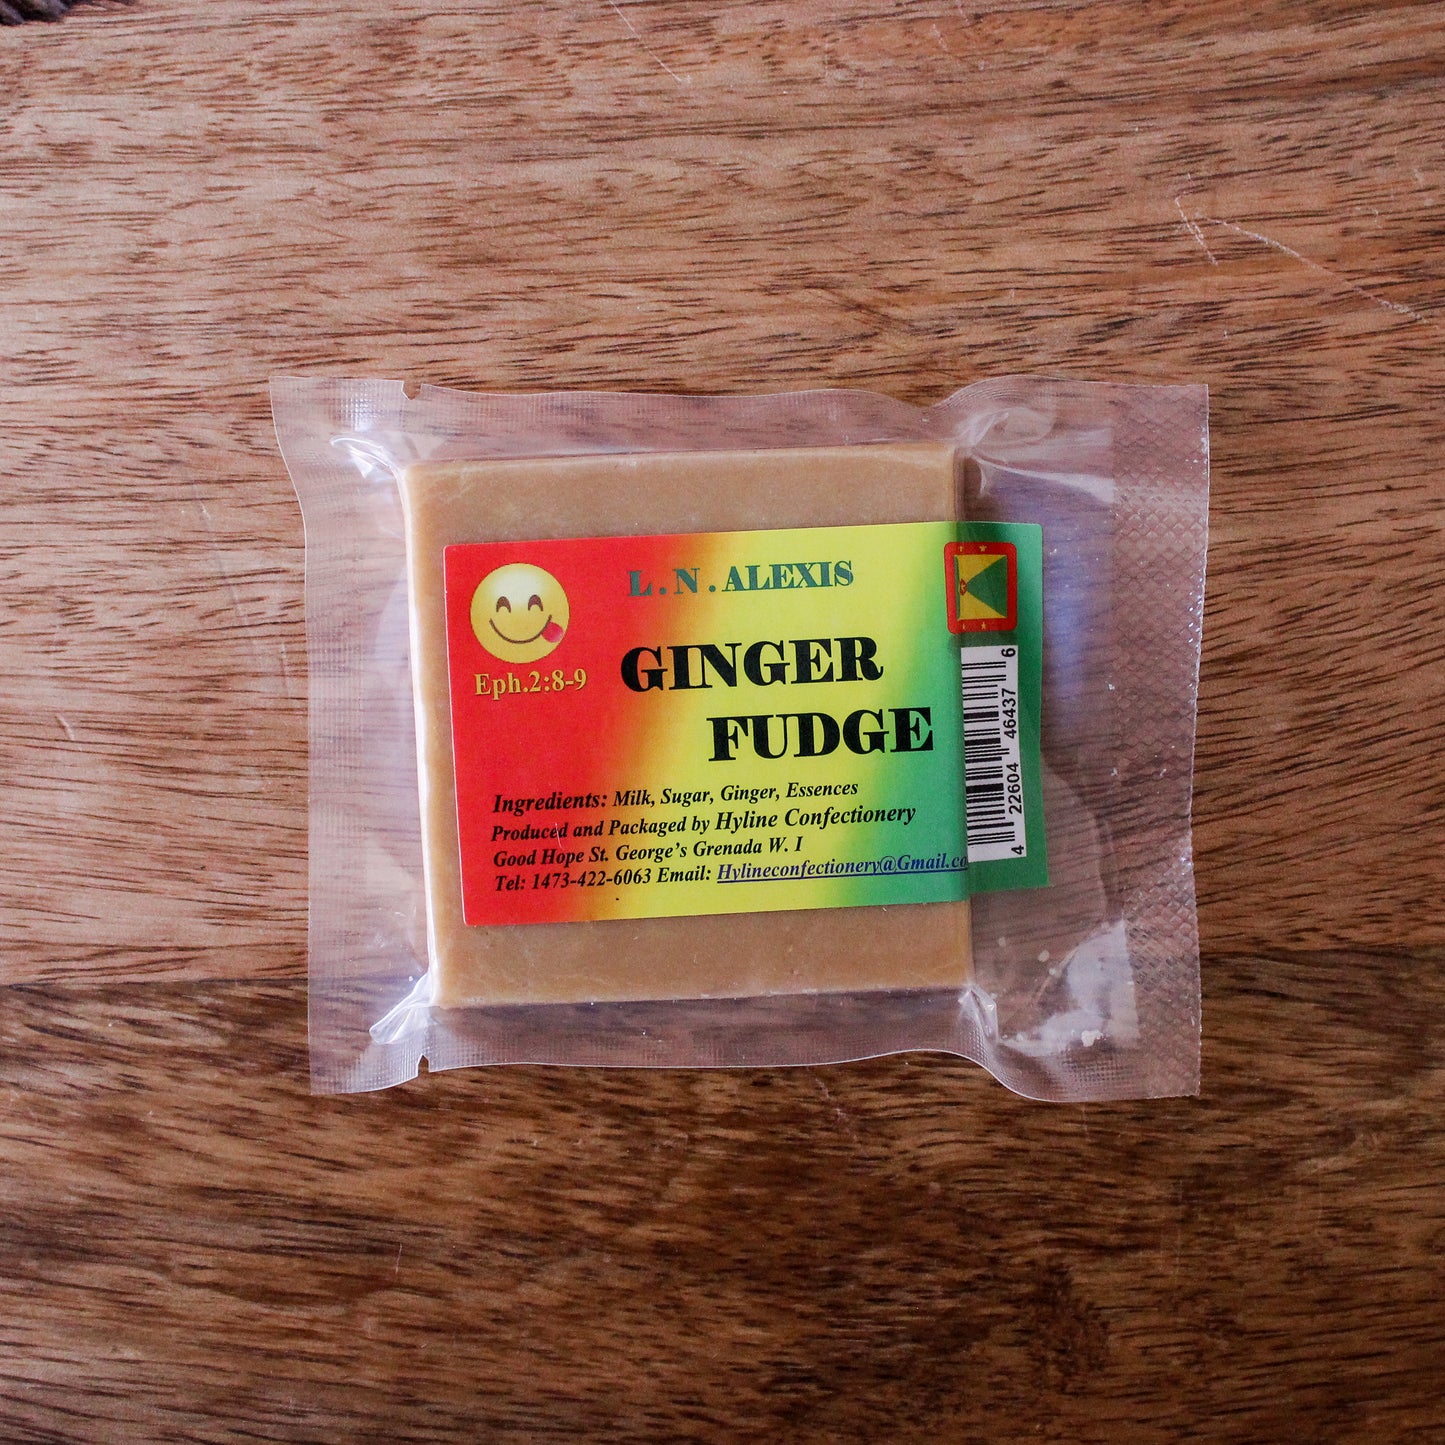 L.N.ALEXIS
Eph.2:8-9
GINGER
FUDGE
Ingredients: Milk, Sugar, Ginger, Essences
Produced and Packaged by Hyline Confectionery
Good Hope St. George's Grenada W. I
Tel: 1473-422-6063 Email: Hylineconfectionery@Gmail.co
4 22604 46437 6